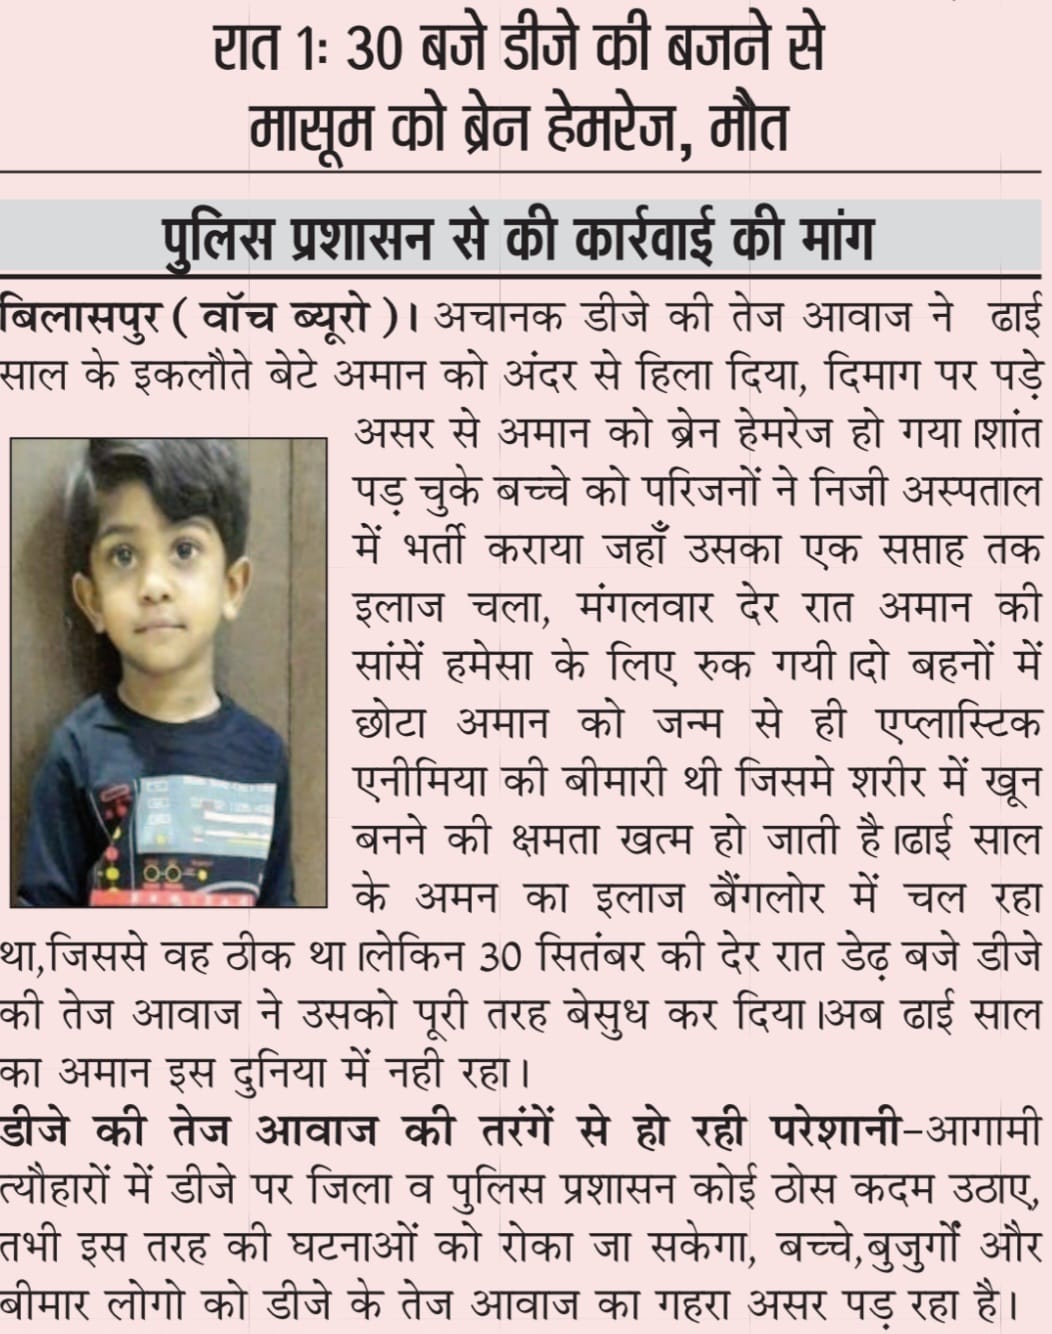 रात 1: 30 बजे डीजे की बजने से
मासूम को ब्रेन हेमरेज, मौत
पुलिस प्रशासन से की कार्रवाई की मांग
बिलासपुर ( वॉच ब्यूरो )। अचानक डीजे की तेज आवाज ने ढाई
साल के इकलौते बेटे अमान को अंदर से हिला दिया, दिमाग पर पड़े
असर से अमान को ब्रेन हेमरेज हो गया।शांत
पड़ चुके बच्चे को परिजनों ने निजी अस्पताल
में भर्ती कराया जहाँ उसका एक सप्ताह तक
इलाज चला, मंगलवार देर रात अमान की
सांसें हमेसा के लिए रुक गयी।दो बहनों में
छोटा अमान को जन्म से ही एप्लास्टिक
एनीमिया की बीमारी थी जिसमे शरीर में खून
बनने की क्षमता खत्म हो जाती है।ढाई साल
के अमन का इलाज बैंगलोर में चल रहा
था,जिससे वह ठीक था।लेकिन 30 सितंबर की देर रात डेढ़ बजे डीजे
की तेज आवाज ने उसको पूरी तरह बेसुध कर दिया।अब ढाई साल
का अमान इस दुनिया में नही रहा।
डीजे की तेज आवाज की तरंगें से हो रही परेशानी-आगामी
त्यौहारों में डीजे पर जिला व पुलिस प्रशासन कोई ठोस कदम उठाए,
तभी इस तरह की घटनाओं को रोका जा सकेगा, बच्चे,बुजुर्गों और
बीमार लोगो को डीजे के तेज आवाज का गहरा असर पड़ रहा है।